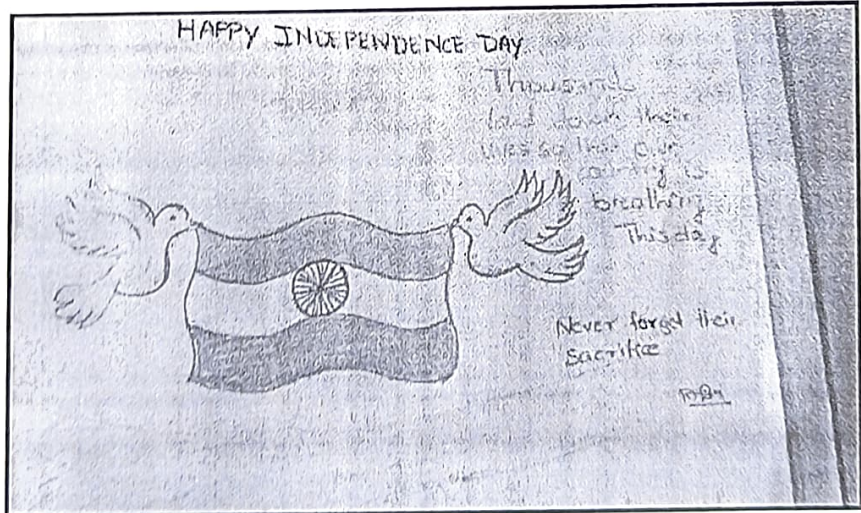 HAPPY INDEPENDENCE DAY
Thousands
laid down their
lives so that our
country is
breathing
This day
Never forget their
Sacrifice